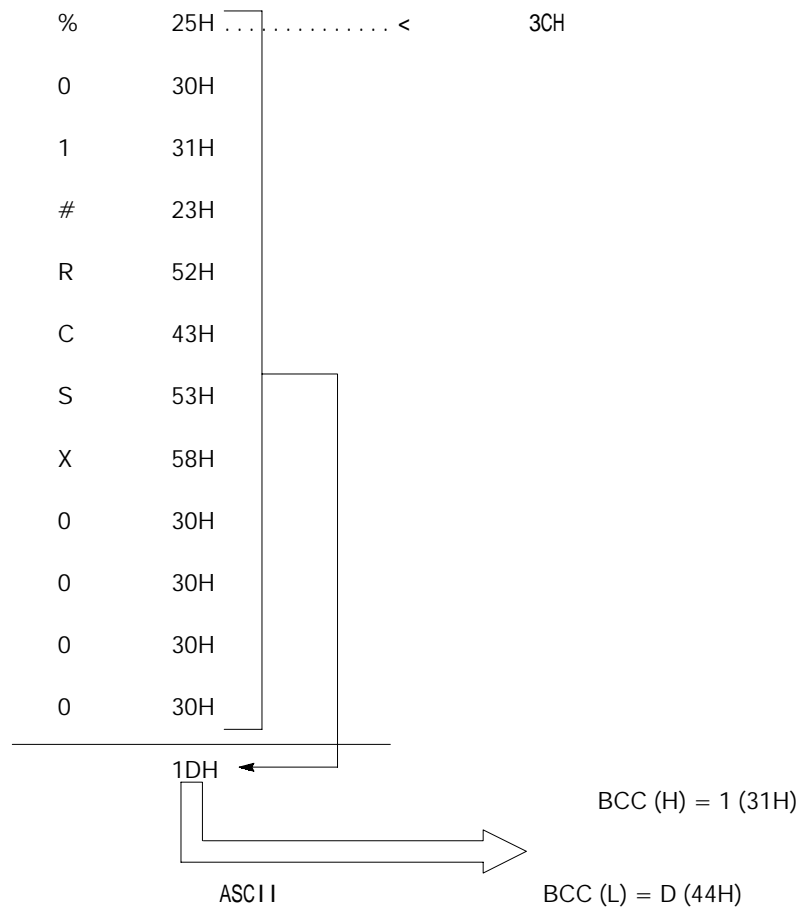 % 25H .............. < 3CH
0 30H
1 31H
# 23H
R 52H
C 43H
S 53H
X 58H
0 30H
0 30H
0 30H
0 30H
1DH
BCC (H) = 1 (31H)
ASCII BCC (L) = D (44H)